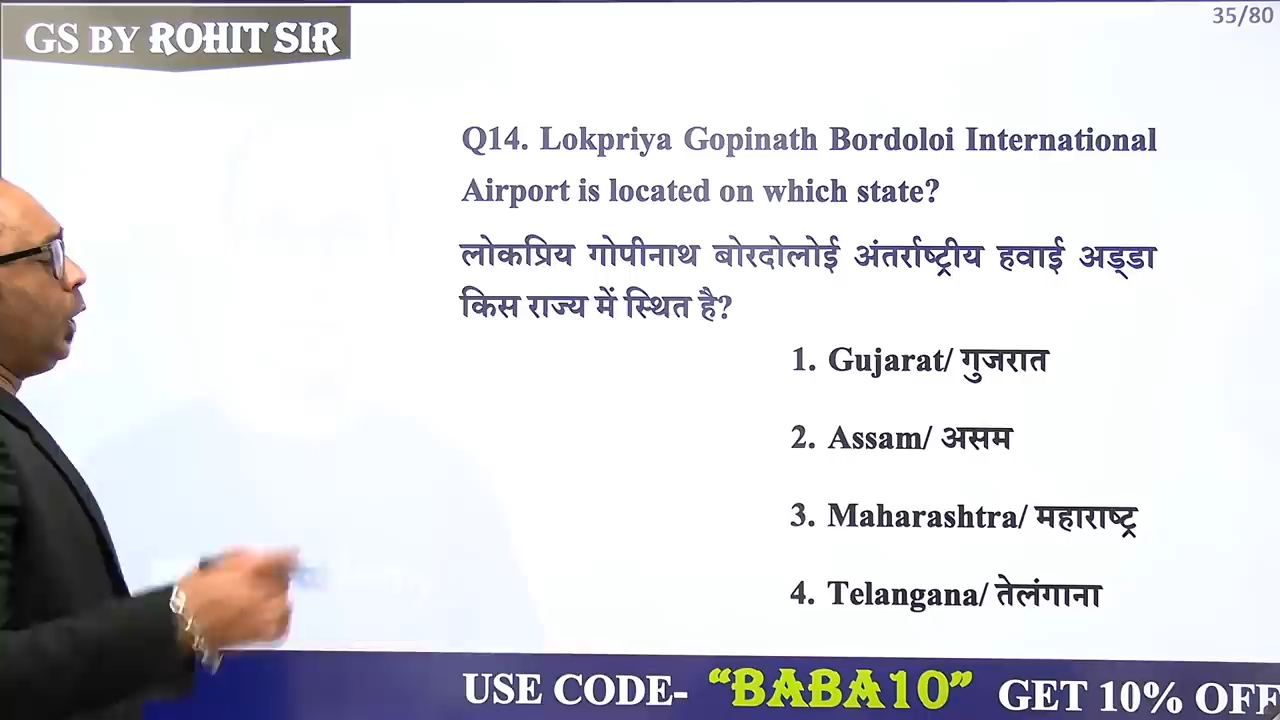 GS BY ROHIT SIR
35/80
Q14. Lokpriya Gopinath Bordoloi International
Airport is located on which state?
लोकप्रिय गोपीनाथ बोरदोलोई अंतर्राष्ट्रीय हवाई अड्डा
किस राज्य में स्थित है?
1. Gujarat/ गुजरात
2. Assam/ असम
3. Maharashtra/ महाराष्ट्र
4. Telangana/ तेलंगाना
USE CODE- “BABA10” GET 10% OFF